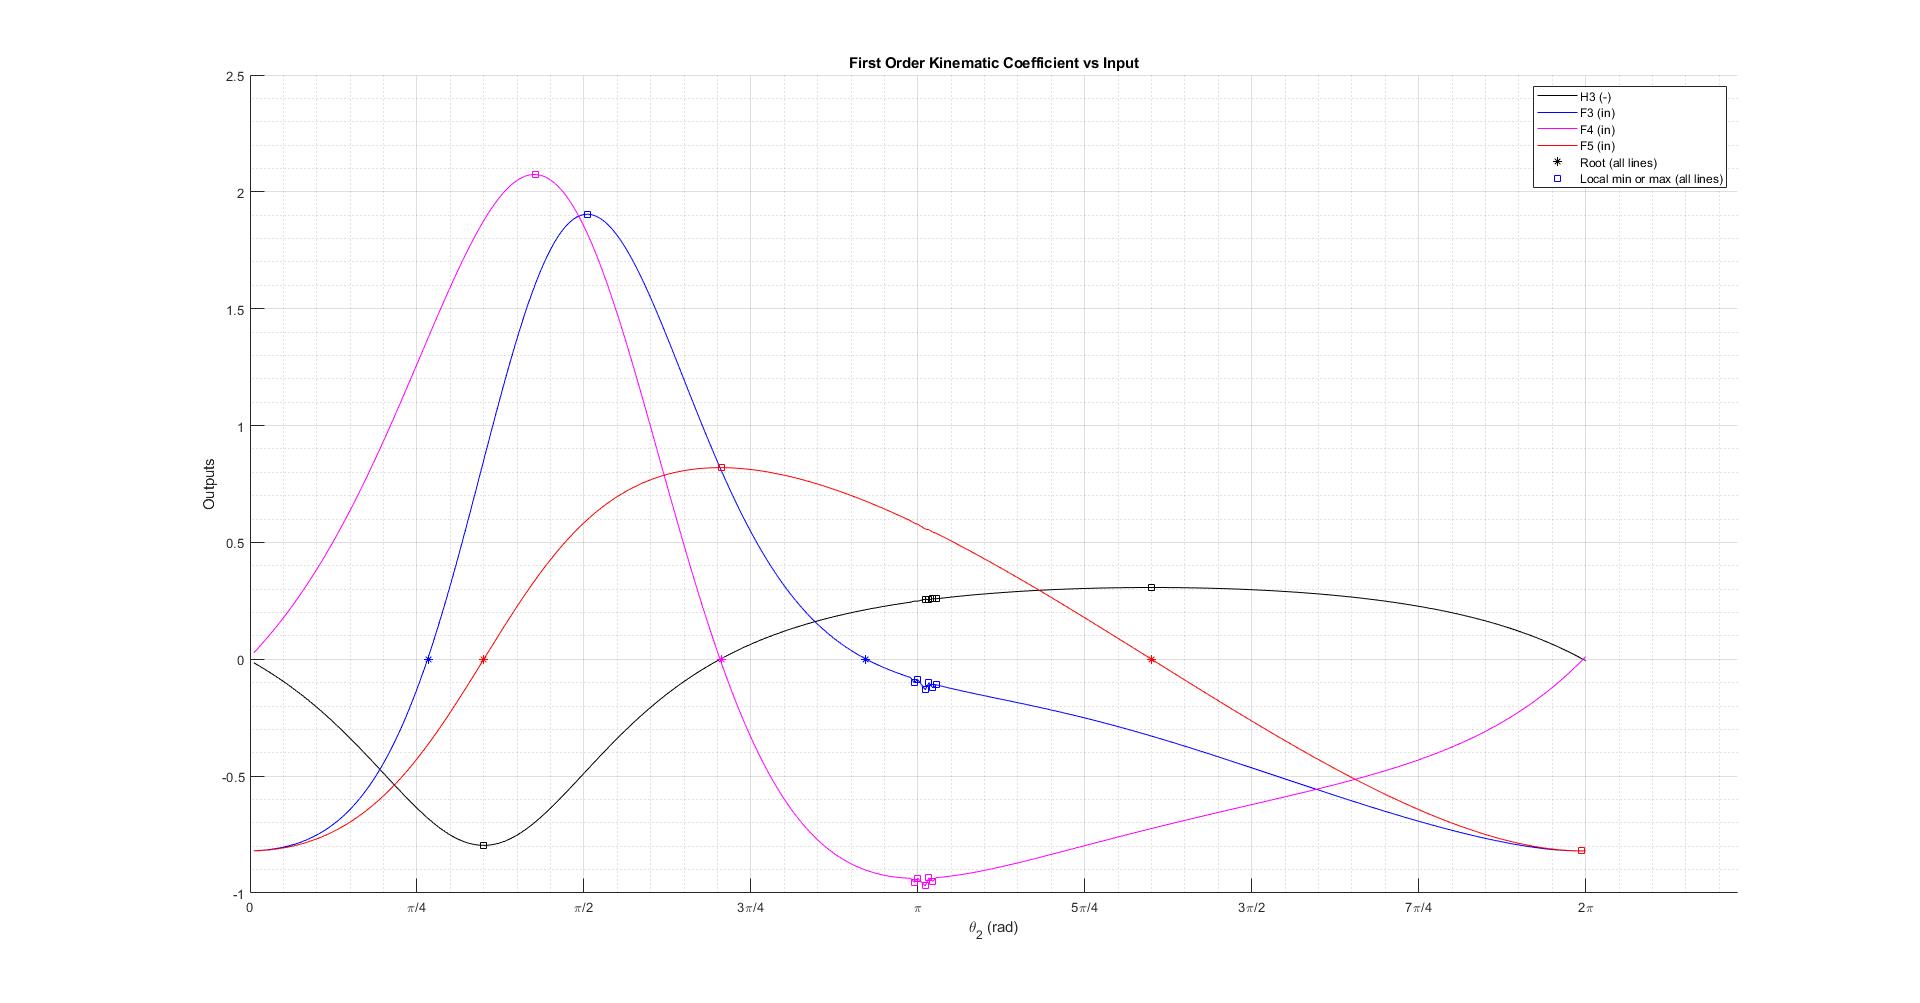 First Order Kinematic Coefficient vs Input
H3 (-)
F3 (in)
F4 (in)
F5 (in)
Root (all lines)
Local min or max (all lines)
Outputs
2.5
2
1.5
1
0.5
0
-0.5
-1
0 π/4 π/2 3π/4 π 5π/4 3π/2 7π/4 2π
θ2 (rad)